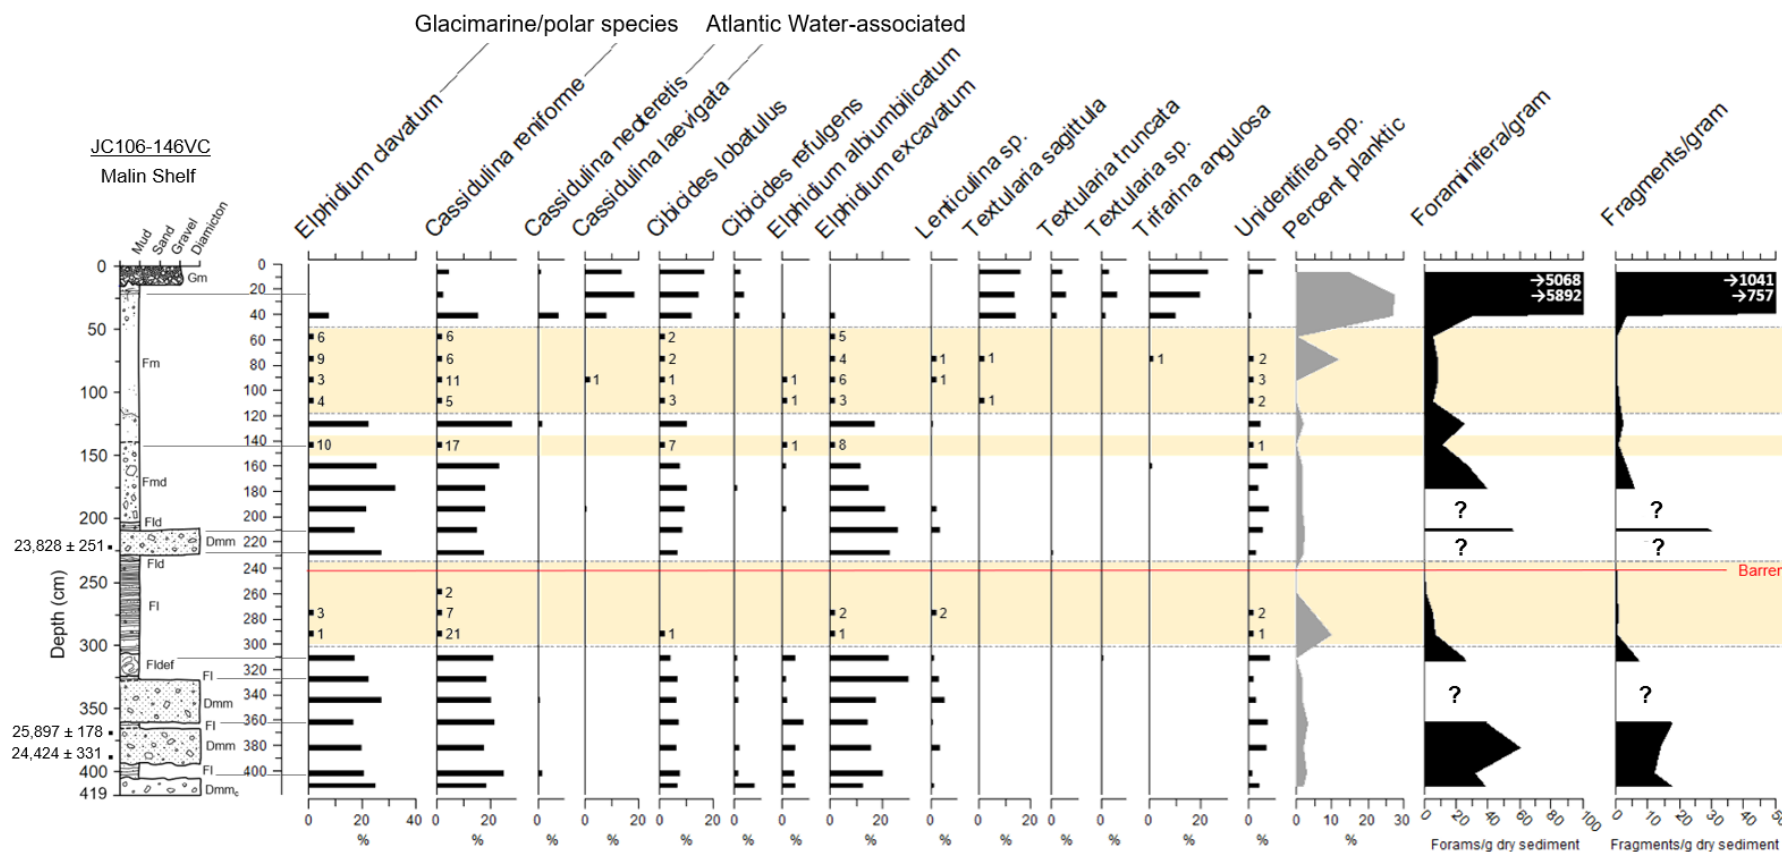 Glacimarine/polar species Atlantic Water-associated
JC106-146VC
Malin Shelf
Mud
Sand
Gravel
Diamicton
Elphidium clavatum
Cassidulina reniforme
Cassidulina neoteretis
Cassidulina laevigata
Cibicides lobatulus
Cibicides refulgens
Elphidium albiumbilicatum
Elphidium excavatum
Lenticulina sp.
Textularia sagittula
Textularia truncata
Textularia sp.
Trifarina angulosa
Unidentified spp.
Percent planktic
Foraminifera/gram
Fragments/gram
Depth (cm)
0
50
100
150
200
250
300
350
400
419
23,828 ± 251
25,897 ± 178
24,424 ± 331
Gm
Fm
Fmd
Fld
Dmm
Fld
Fl
Fldef
Fl
Dmm
Fl
Dmm
Fl
Dmmc
0
20
40
60
80
100
120
140
160
180
200
220
240
260
280
300
320
340
360
380
400
→5068 →1041
→5892 →757
6 6 2 5
9 6 2 4 1 1 1 2
3 11 1 1 1 6 1 3
4 5 3 1 3 1 2
10 17 7 1 8 1
? ?
? ?
Barren
2
3 7 2 2 2
1 21 1 1 1
? ?
0 20 40 0 20 0 0 0 20 0 0 0 20 0 0 0 0 0 20 0 0 10 20 30 0 20 40 60 80 100 0 10 20 30 40 50
% % % % % % % % % % % % % % %
Forams/g dry sediment Fragments/g dry sediment